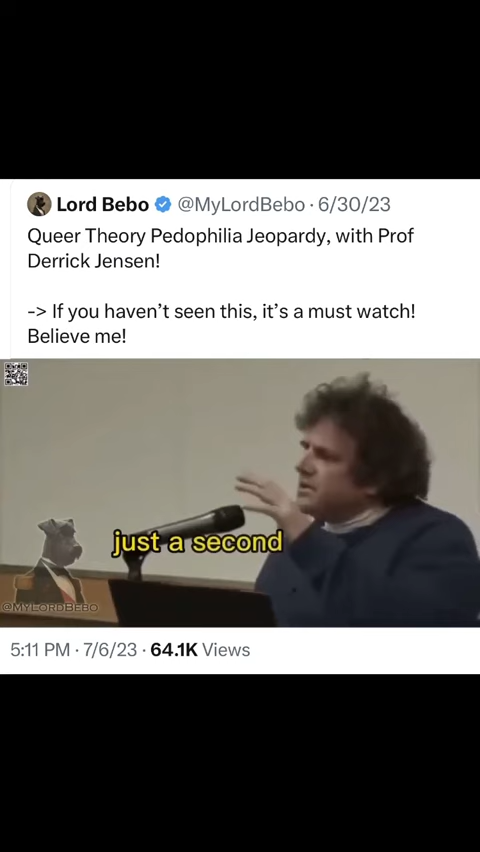 Lord Bebo @MyLordBebo · 6/30/23
Queer Theory Pedophilia Jeopardy, with Prof
Derrick Jensen!
-> If you haven’t seen this, it’s a must watch!
Believe me!
just a second
@MyLordBebo
5:11 PM · 7/6/23 · 64.1K Views